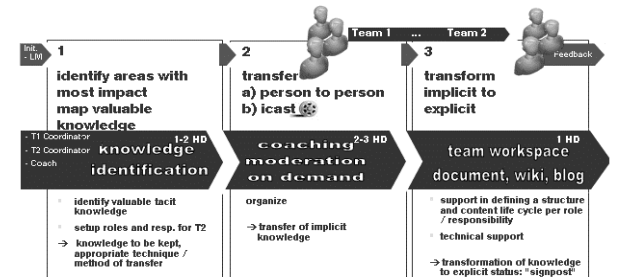 Team 1 ... Team 2
Init.
- LM
1
identify areas with
most impact
map valuable
knowledge
2
transfer
a) person to person
b) icast
3
transform
implicit to
explicit
Feedback
- T1 Coordinator
- T2 Coordinator
- Coach
1-2 HD
knowledge
identification
2-3 HD
coaching
moderation
on demand
1 HD
team workspace
document, wiki, blog
identify valuable tacit
knowledge
setup roles and resp. for T2
→ knowledge to be kept,
appropriate technique /
method of transfer
organize
→ transfer of implicit
knowledge
support in defining a structure
and content life cycle per role
/ responsibility
technical support
→ transformation of knowledge
to explicit status: "signpost"